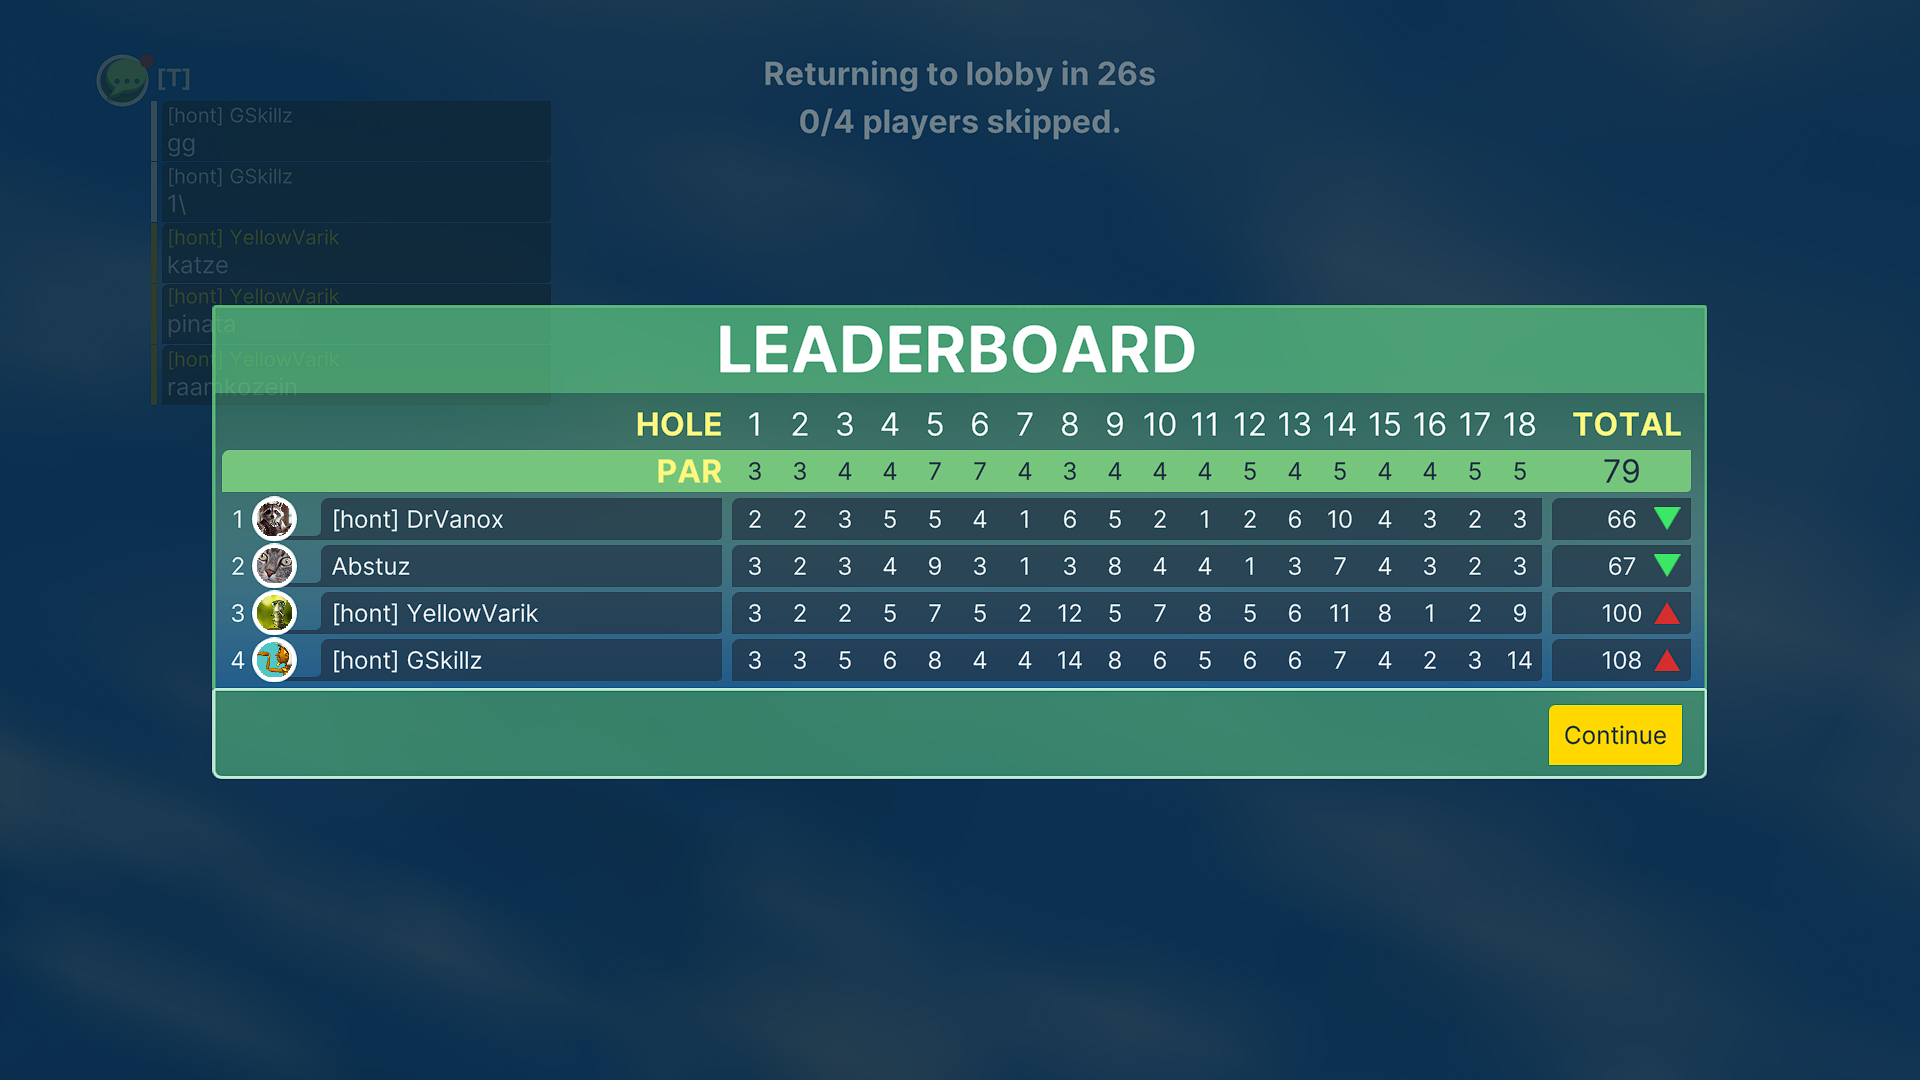 [T]
[hont] GSkillz
gg
[hont] GSkillz
1\
[hont] YellowVarik
katze
[hont] YellowVarik
pinata
[hont] YellowVarik
raamkozein
Returning to lobby in 26s
0/4 players skipped.
LEADERBOARD
HOLE 1 2 3 4 5 6 7 8 9 10 11 12 13 14 15 16 17 18 TOTAL
PAR 3 3 4 4 7 7 4 3 4 4 4 5 4 5 4 4 5 5 79
1 [hont] DrVanox 2 2 3 5 5 4 1 6 5 2 1 2 6 10 4 3 2 3 66
2 Abstuz 3 2 3 4 9 3 1 3 8 4 4 1 3 7 4 3 2 3 67
3 [hont] YellowVarik 3 2 2 5 7 5 2 12 5 7 8 5 6 11 8 1 2 9 100
4 [hont] GSkillz 3 3 5 6 8 4 4 14 8 6 5 6 6 7 4 2 3 14 108
Continue